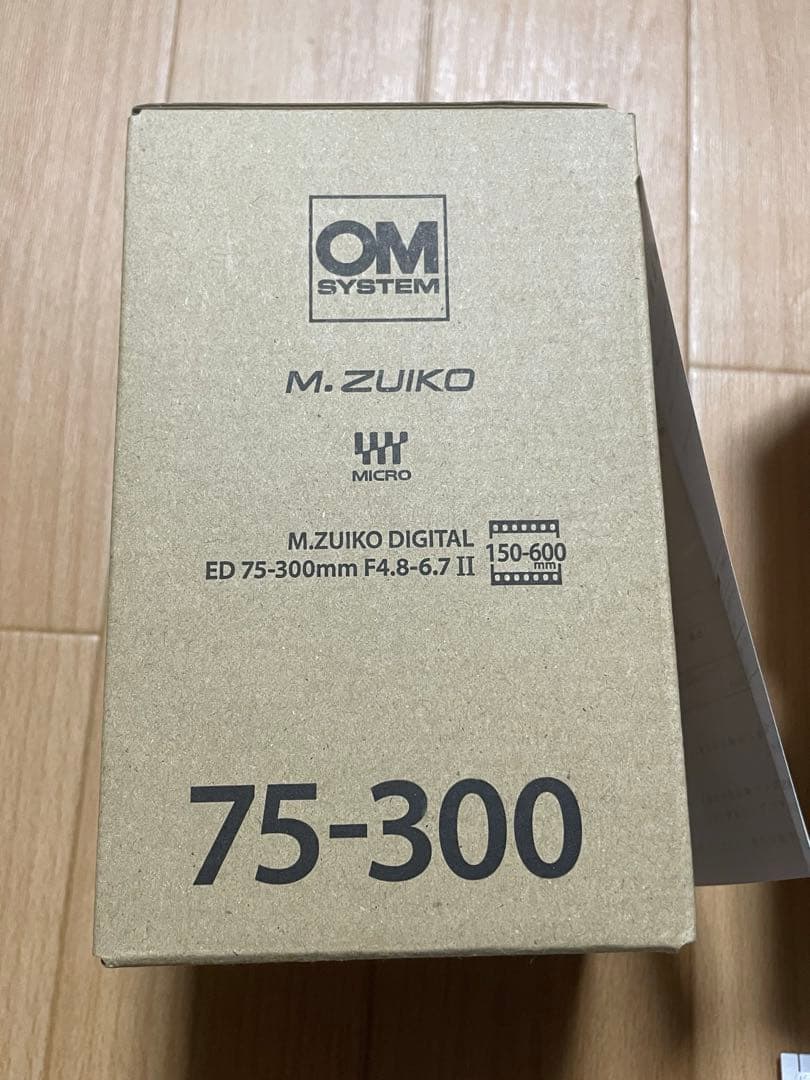 OM
SYSTEM
M.ZUIKO
MICRO
M.ZUIKO DIGITAL
ED 75-300mm F4.8-6.7 II
150-600
mm
75-300